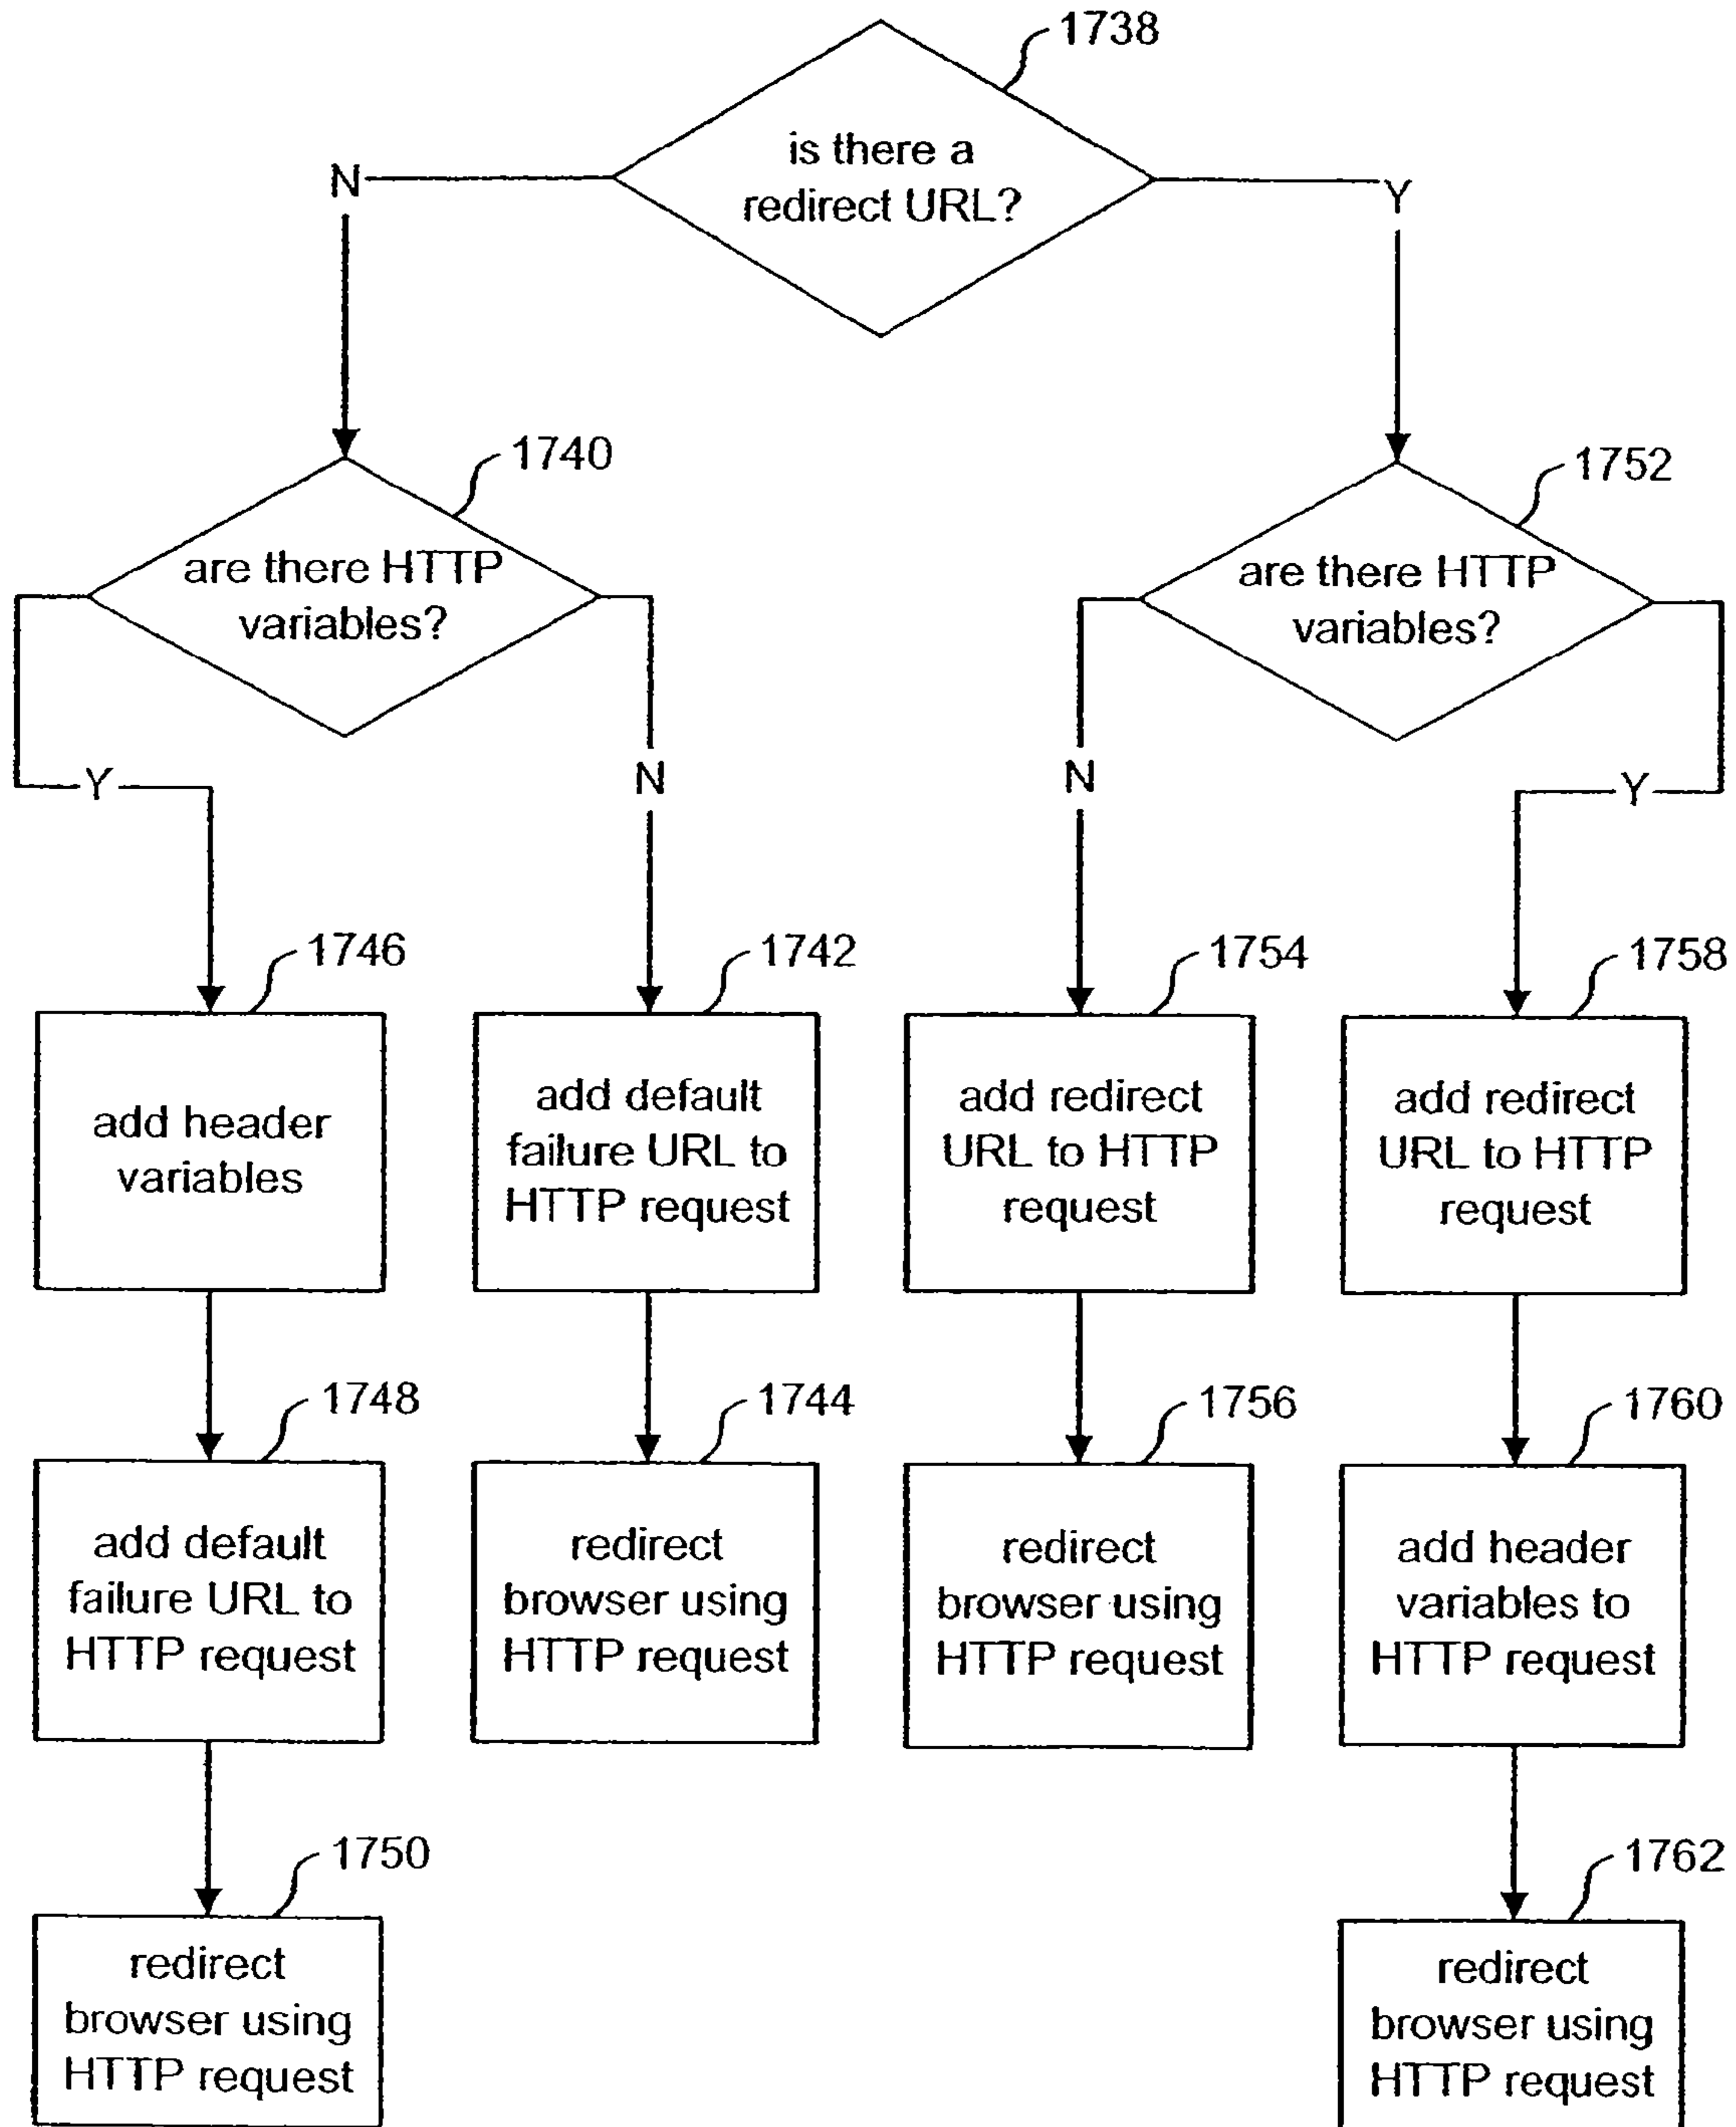 1738
is there a
redirect URL?
N
Y
1740
are there HTTP
variables?
1752
are there HTTP
variables?
Y
N
N
Y
1746
add header
variables
1742
add default
failure URL to
HTTP request
1754
add redirect
URL to HTTP
request
1758
add redirect
URL to HTTP
request
1748
add default
failure URL to
HTTP request
1744
redirect
browser using
HTTP request
1756
redirect
browser using
HTTP request
1760
add header
variables to
HTTP request
1750
redirect
browser using
HTTP request
1762
redirect
browser using
HTTP request